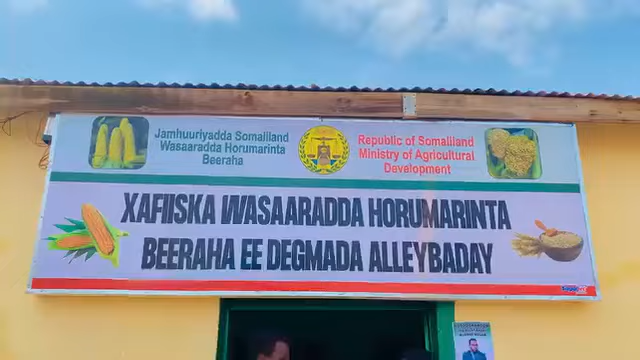 Jamhuuriyadda Somaliland
Wasaaradda Horumarinta
Beeraha
Republic of Somaliland
Ministry of Agricultural
Development
XAFIISKA WASAARADDA HORUMARINTA
BEERAHA EE DEGMADA ALLEYBADAY